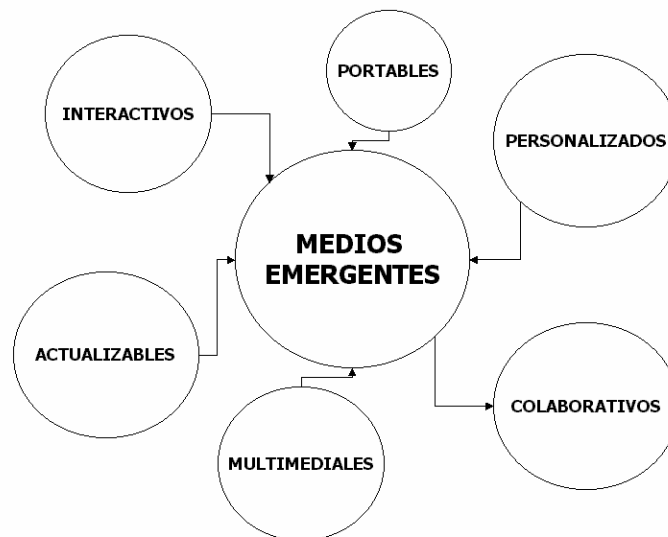 PORTABLES
INTERACTIVOS
PERSONALIZADOS
MEDIOS
EMERGENTES
ACTUALIZABLES
COLABORATIVOS
MULTIMEDIALES